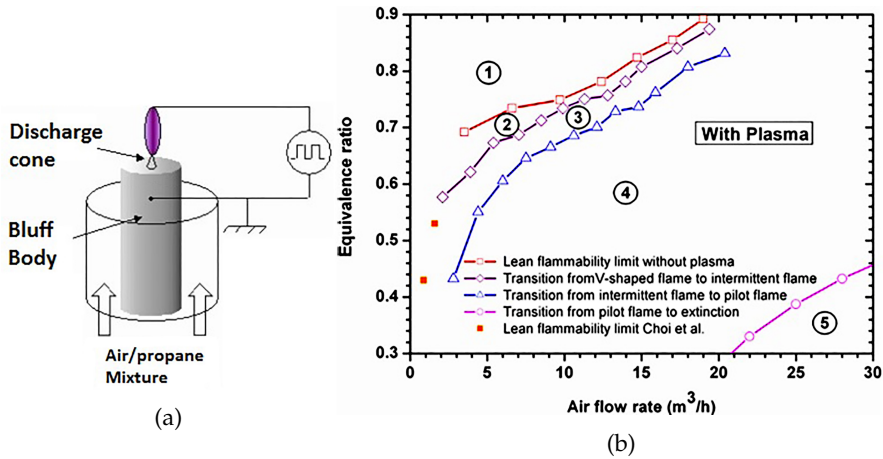 Discharge
cone
Bluff
Body
Air/propane
Mixture
(a)
(b)
Equivalence ratio
0.9
0.8
0.7
0.6
0.5
0.4
0.3
1
2
3
4
5
With Plasma
Lean flammability limit without plasma
Transition fromV-shaped flame to intermittent flame
Transition from intermittent flame to pilot flame
Transition from pilot flame to extinction
Lean flammability limit Choi et al.
0 5 10 15 20 25 30
Air flow rate (m³/h)
(b)